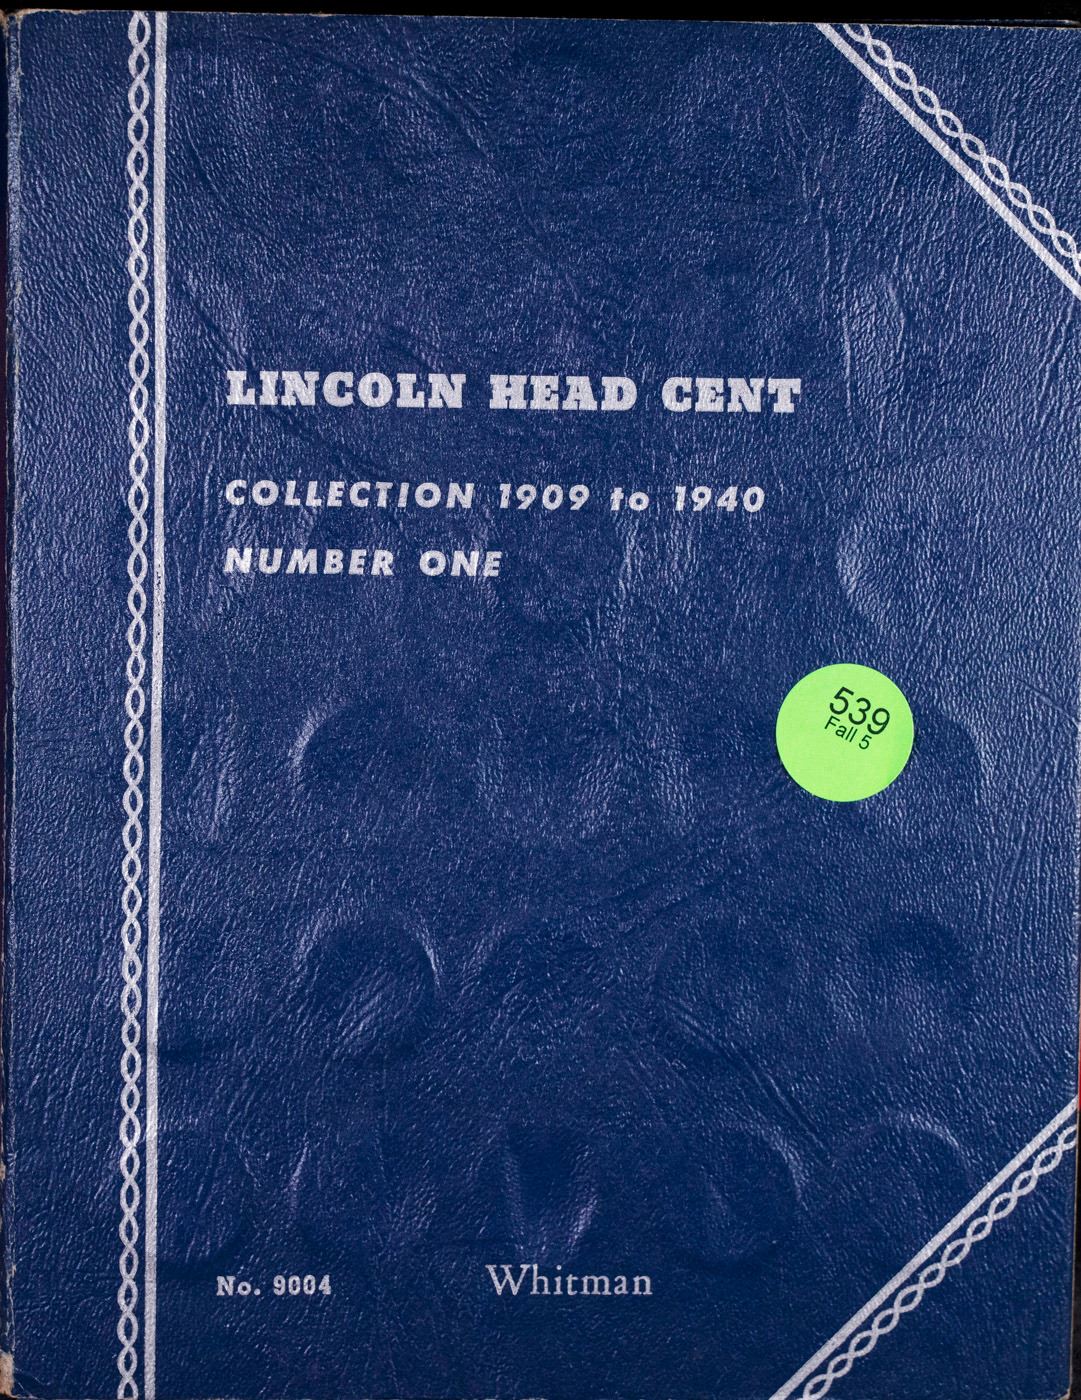 LINCOLN HEAD CENT
COLLECTION 1909 to 1940
NUMBER ONE
539
Fall 5
No. 9004
Whitman